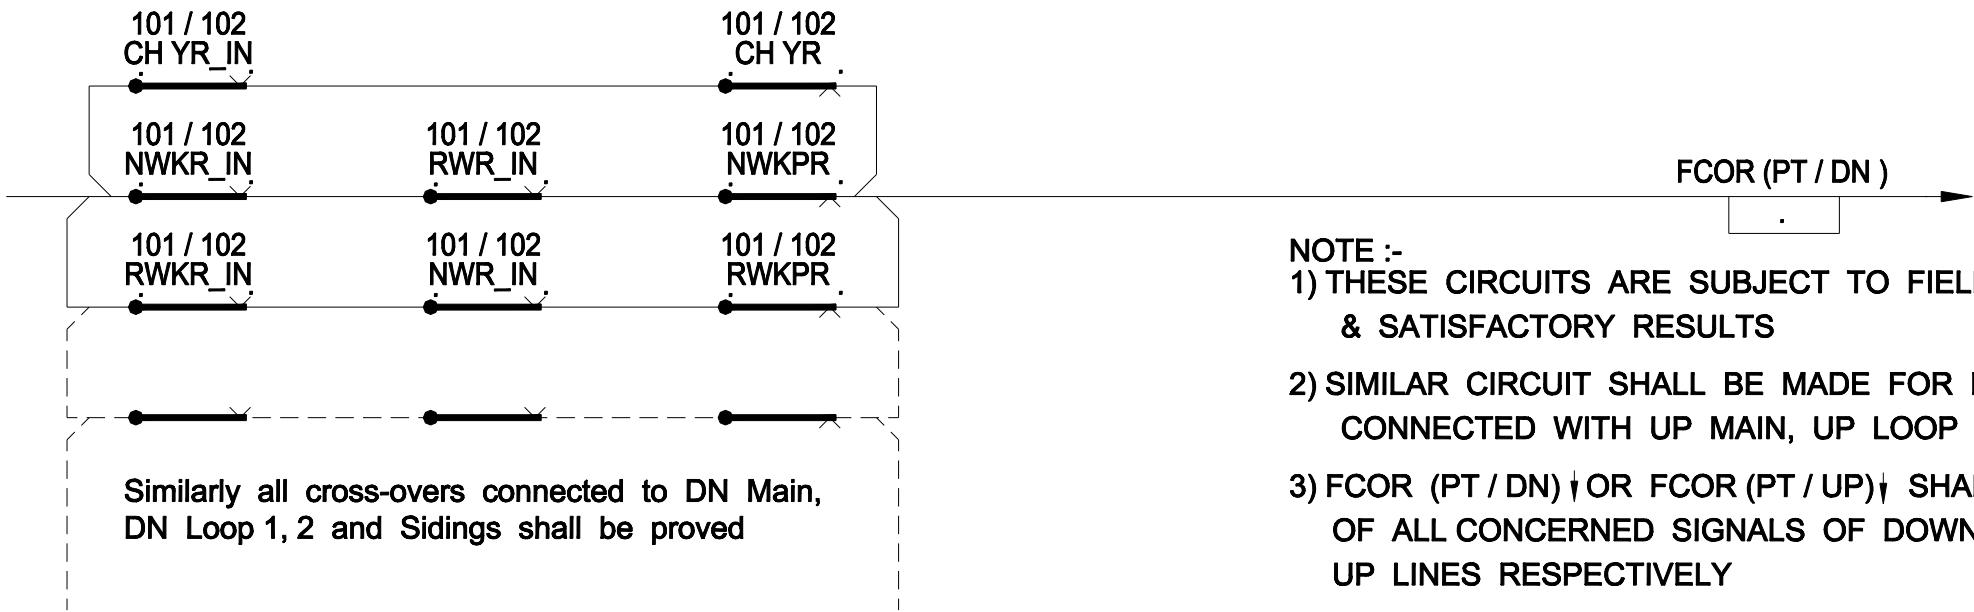 101 / 102
CH YR_IN
101 / 102
CH YR
101 / 102
NWKR_IN
101 / 102
RWR_IN
101 / 102
NWKPR
FCOR (PT / DN )
101 / 102
RWKR_IN
101 / 102
NWR_IN
101 / 102
RWKPR
NOTE :-
1) THESE CIRCUITS ARE SUBJECT TO
& SATISFACTORY RESULTS
2) SIMILAR CIRCUIT SHALL BE MADE FOR
CONNECTED WITH UP MAIN, UP LOOP
3) FCOR (PT / DN) OR FCOR (PT / UP)
OF ALL CONCERNED SIGNALS OF
UP LINES RESPECTIVELY
Similarly all cross-overs connected to DN Main,
DN Loop 1, 2 and Sidings shall be proved